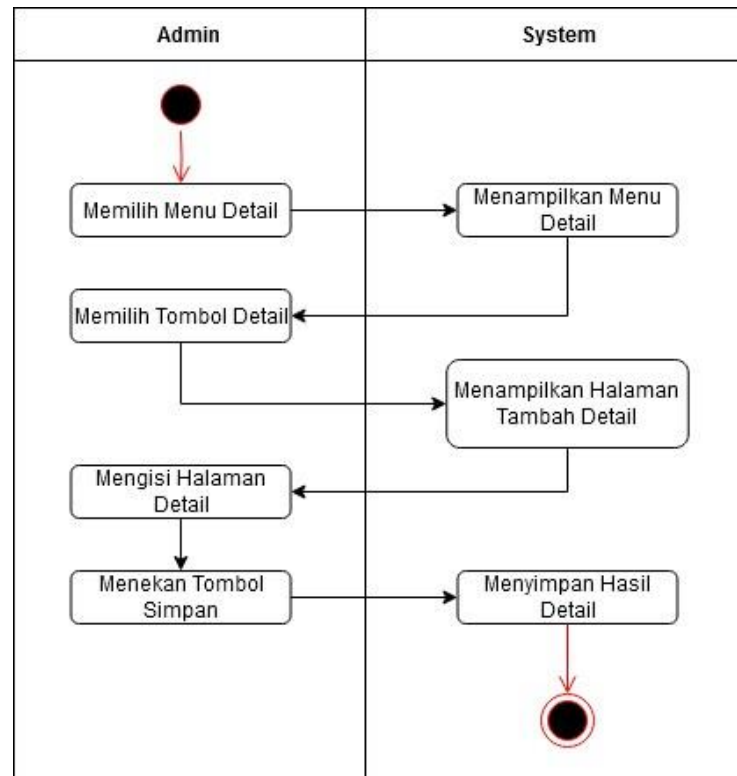 Admin
System
Memilih Menu Detail
Menampilkan Menu
Detail
Memilih Tombol Detail
Menampilkan Halaman
Tambah Detail
Mengisi Halaman
Detail
Menekan Tombol
Simpan
Menyimpan Hasil
Detail